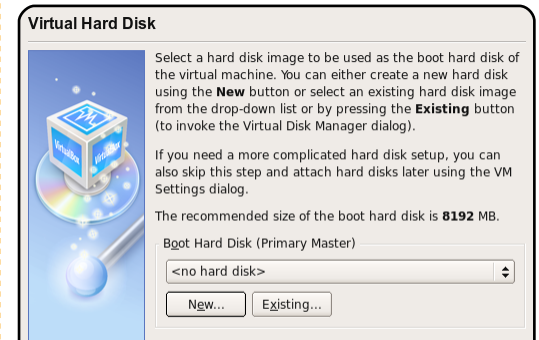 Virtual Hard Disk
Select a hard disk image to be used as the boot hard disk of
the virtual machine. You can either create a new hard disk
using the New button or select an existing hard disk image
from the drop-down list or by pressing the Existing button
(to invoke the Virtual Disk Manager dialog).
If you need a more complicated hard disk setup, you can
also skip this step and attach hard disks later using the VM
Settings dialog.
The recommended size of the boot hard disk is 8192 MB.
Boot Hard Disk (Primary Master)
<no hard disk>
New... Existing...
VirtualBox VirtualBox